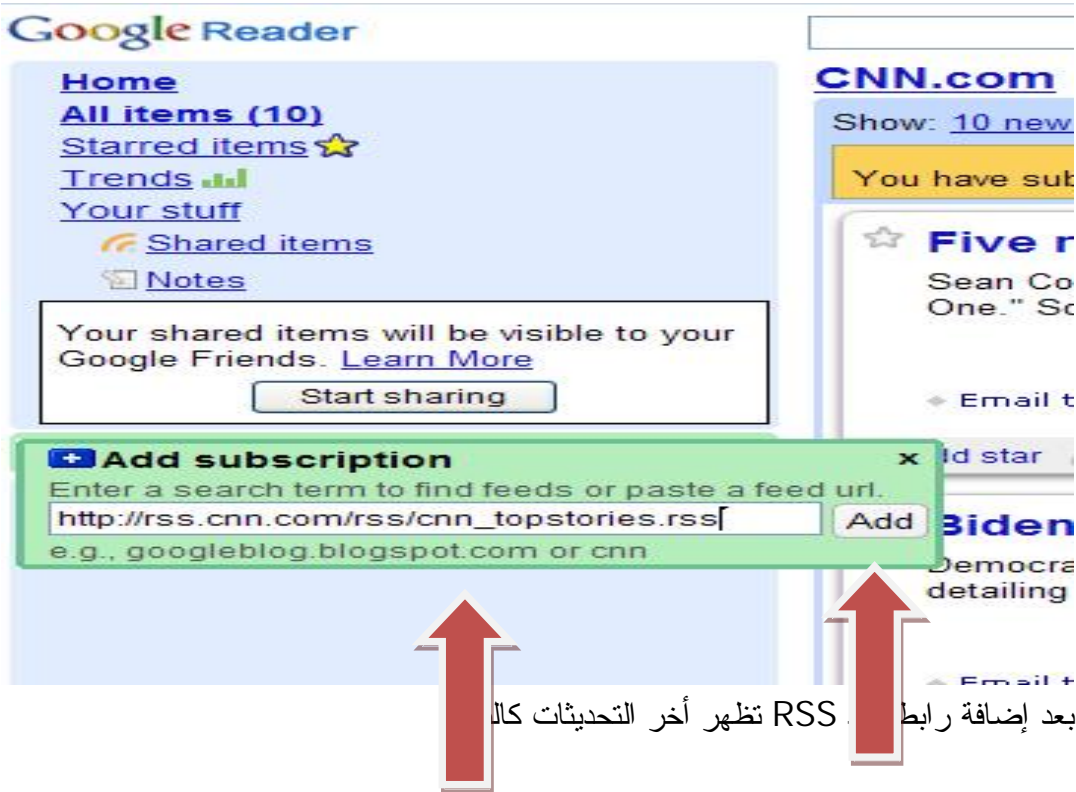 Google Reader
Home
All items (10)
Starred items
Trends
Your stuff
Shared items
Notes
Your shared items will be visible to your
Google Friends. Learn More
Start sharing
Add subscription
Enter a search term to find feeds or paste a feed url.
http://rss.cnn.com/rss/cnn_topstories.rss
Add
e.g., googleblog.blogspot.com or cnn
CNN.com
Show: 10 new
You have sub
Five
Sean Co
One." Sc
Email t
ld star
Biden
Democra
detailing
Email t
بعد إضافة رابط RSS تظهر أخر التحديثات